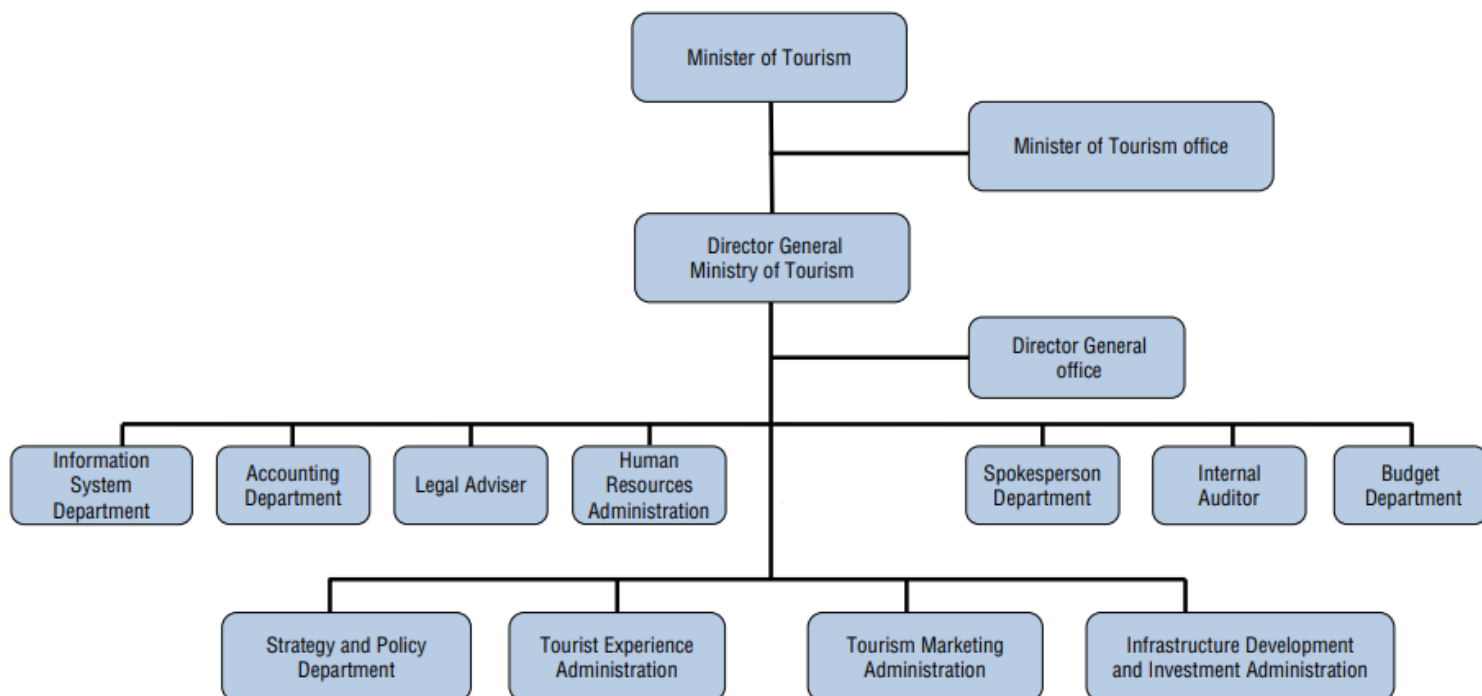 Minister of Tourism
Minister of Tourism office
Director General
Ministry of Tourism
Director General
office
Information
System
Department
Accounting
Department
Legal Adviser
Human
Resources
Administration
Spokesperson
Department
Internal
Auditor
Budget
Department
Strategy and Policy
Department
Tourist Experience
Administration
Tourism Marketing
Administration
Infrastructure Development
and Investment Administration